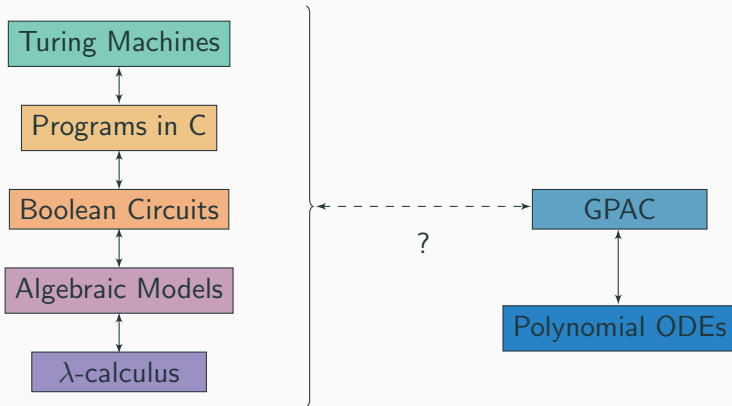 Turing Machines
Programs in C
Boolean Circuits
Algebraic Models
λ-calculus
?
GPAC
Polynomial ODEs